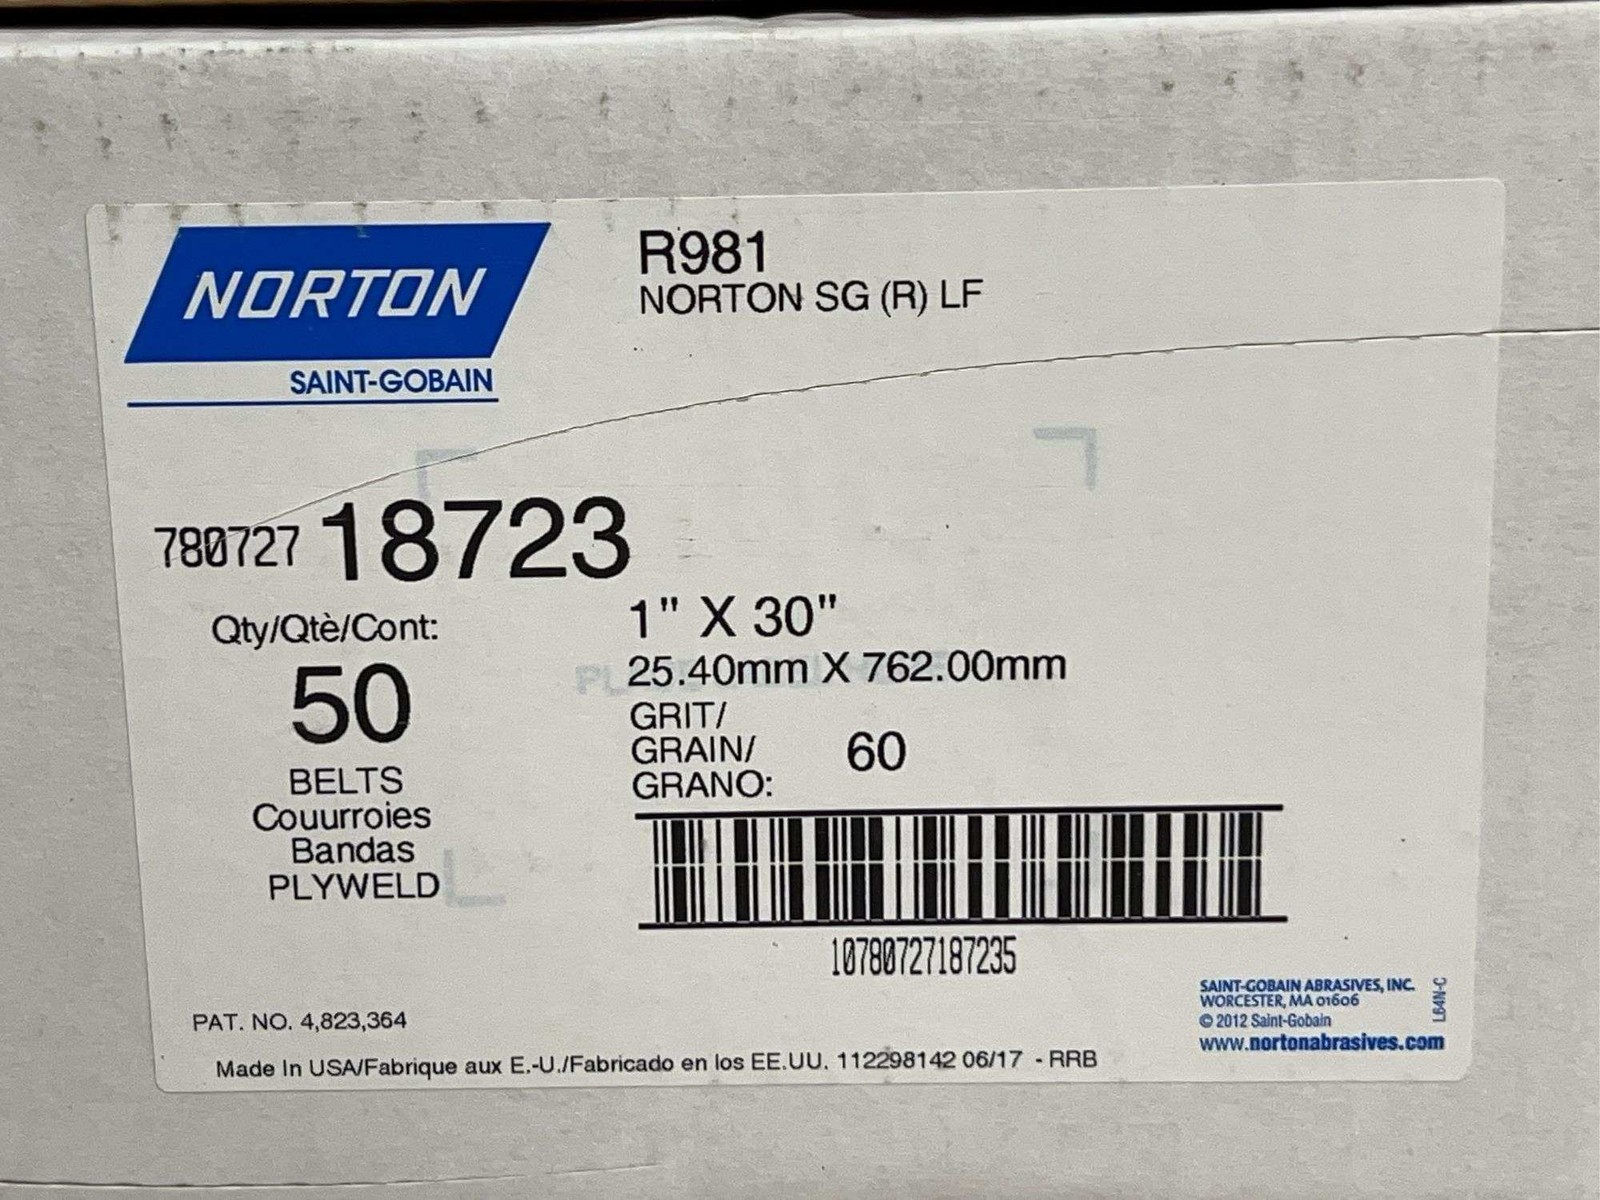 NORTON
SAINT-GOBAIN
R981
NORTON SG (R) LF
780727 18723
Qty/Qtè/Cont:
50
BELTS
Couurroies
Bandas
PLYWELD
1" X 30"
25.40mm X 762.00mm
GRIT/
GRAIN/ 60
GRANO:
10780727187235
PAT. NO. 4,823,364
SAINT-GOBAIN ABRASIVES, INC.
WORCESTER, MA 01606
© 2012 Saint-Gobain
www.nortonabrasives.com
L64N-C
Made In USA/Fabrique aux E.-U./Fabricado en los EE.UU. 112298142 06/17 - RRB